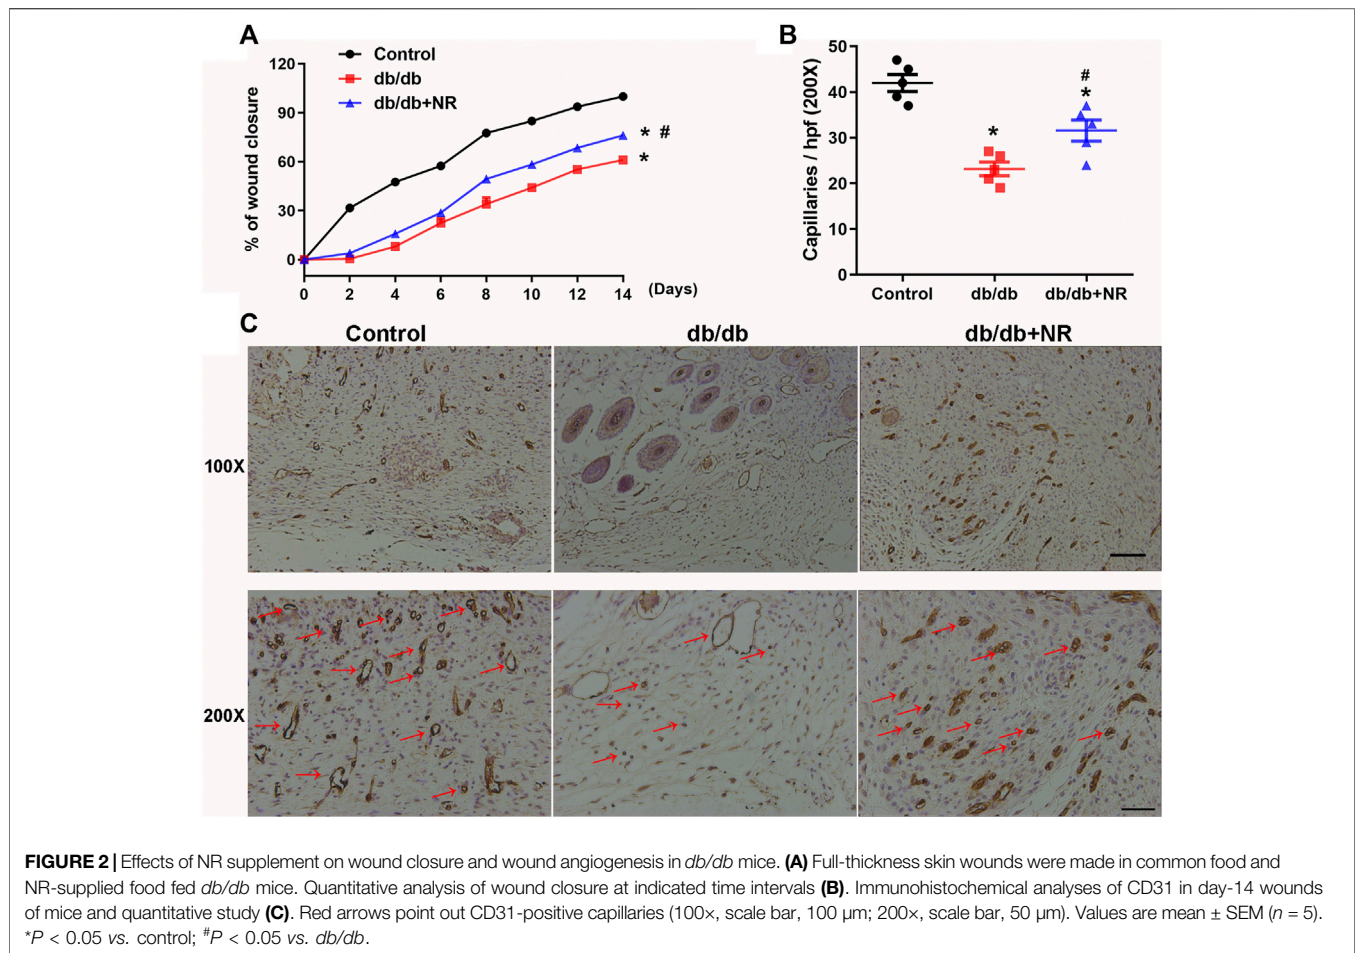 A
Control
db/db
db/db+NR
% of wound closure
120
90
60
30
0
* #
*
0 2 4 6 8 10 12 14 (Days)
B
Capillaries / hpf (200X)
50
40
30
20
10
0
*
#
*
Control db/db db/db+NR
C
Control db/db db/db+NR
100X
200X
FIGURE 2 | Effects of NR supplement on wound closure and wound angiogenesis in db/db mice. (A) Full-thickness skin wounds were made in common food and
NR-supplied food fed db/db mice. Quantitative analysis of wound closure at indicated time intervals (B). Immunohistochemical analyses of CD31 in day-14 wounds
of mice and quantitative study (C). Red arrows point out CD31-positive capillaries (100×, scale bar, 100 μm; 200×, scale bar, 50 μm). Values are mean ± SEM (n = 5).
*P < 0.05 vs. control; #P < 0.05 vs. db/db.